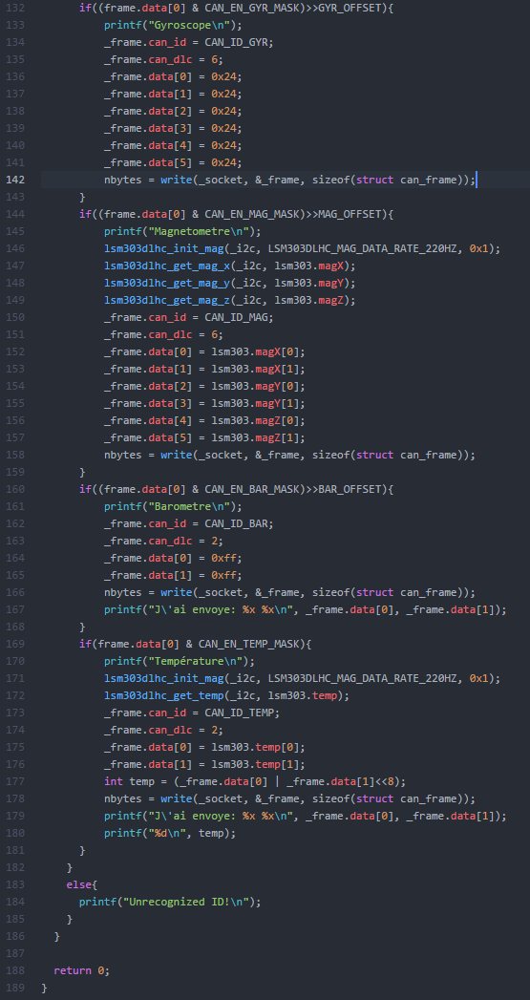 132 if((frame.data[0] & CAN_EN_GYR_MASK)>>GYR_OFFSET){
133 printf("Gyroscope\n");
134 _frame.can_id = CAN_ID_GYR;
135 _frame.can_dlc = 6;
136 _frame.data[0] = 0x24;
137 _frame.data[1] = 0x24;
138 _frame.data[2] = 0x24;
139 _frame.data[3] = 0x24;
140 _frame.data[4] = 0x24;
141 _frame.data[5] = 0x24;
142 nbytes = write(_socket, &_frame, sizeof(struct can_frame));
143 }
144 if((frame.data[0] & CAN_EN_MAG_MASK)>>MAG_OFFSET){
145 printf("Magnetometre\n");
146 lsm303dlhc_init_mag(_i2c, LSM303DLHC_MAG_DATA_RATE_220HZ, 0x1);
147 lsm303dlhc_get_mag_x(_i2c, lsm303.magX);
148 lsm303dlhc_get_mag_y(_i2c, lsm303.magY);
149 lsm303dlhc_get_mag_z(_i2c, lsm303.magZ);
150 _frame.can_id = CAN_ID_MAG;
151 _frame.can_dlc = 6;
152 _frame.data[0] = lsm303.magX[0];
153 _frame.data[1] = lsm303.magX[1];
154 _frame.data[2] = lsm303.magY[0];
155 _frame.data[3] = lsm303.magY[1];
156 _frame.data[4] = lsm303.magZ[0];
157 _frame.data[5] = lsm303.magZ[1];
158 nbytes = write(_socket, &_frame, sizeof(struct can_frame));
159 }
160 if((frame.data[0] & CAN_EN_BAR_MASK)>>BAR_OFFSET){
161 printf("Barometre\n");
162 _frame.can_id = CAN_ID_BAR;
163 _frame.can_dlc = 2;
164 _frame.data[0] = 0xff;
165 _frame.data[1] = 0xff;
166 nbytes = write(_socket, &_frame, sizeof(struct can_frame));
167 printf("J\'ai envoye: %x %x\n", _frame.data[0], _frame.data[1]);
168 }
169 if(frame.data[0] & CAN_EN_TEMP_MASK){
170 printf("Température\n");
171 lsm303dlhc_init_mag(_i2c, LSM303DLHC_MAG_DATA_RATE_220HZ, 0x1);
172 lsm303dlhc_get_temp(_i2c, lsm303.temp);
173 _frame.can_id = CAN_ID_TEMP;
174 _frame.can_dlc = 2;
175 _frame.data[0] = lsm303.temp[0];
176 _frame.data[1] = lsm303.temp[1];
177 int temp = (_frame.data[0] | _frame.data[1]<<8);
178 nbytes = write(_socket, &_frame, sizeof(struct can_frame));
179 printf("J\'ai envoye: %x %x\n", _frame.data[0], _frame.data[1]);
180 printf("%d\n", temp);
181 }
182 }
183 else{
184 printf("Unrecognized ID!\n");
185 }
186 }
187
188 return 0;
189 }